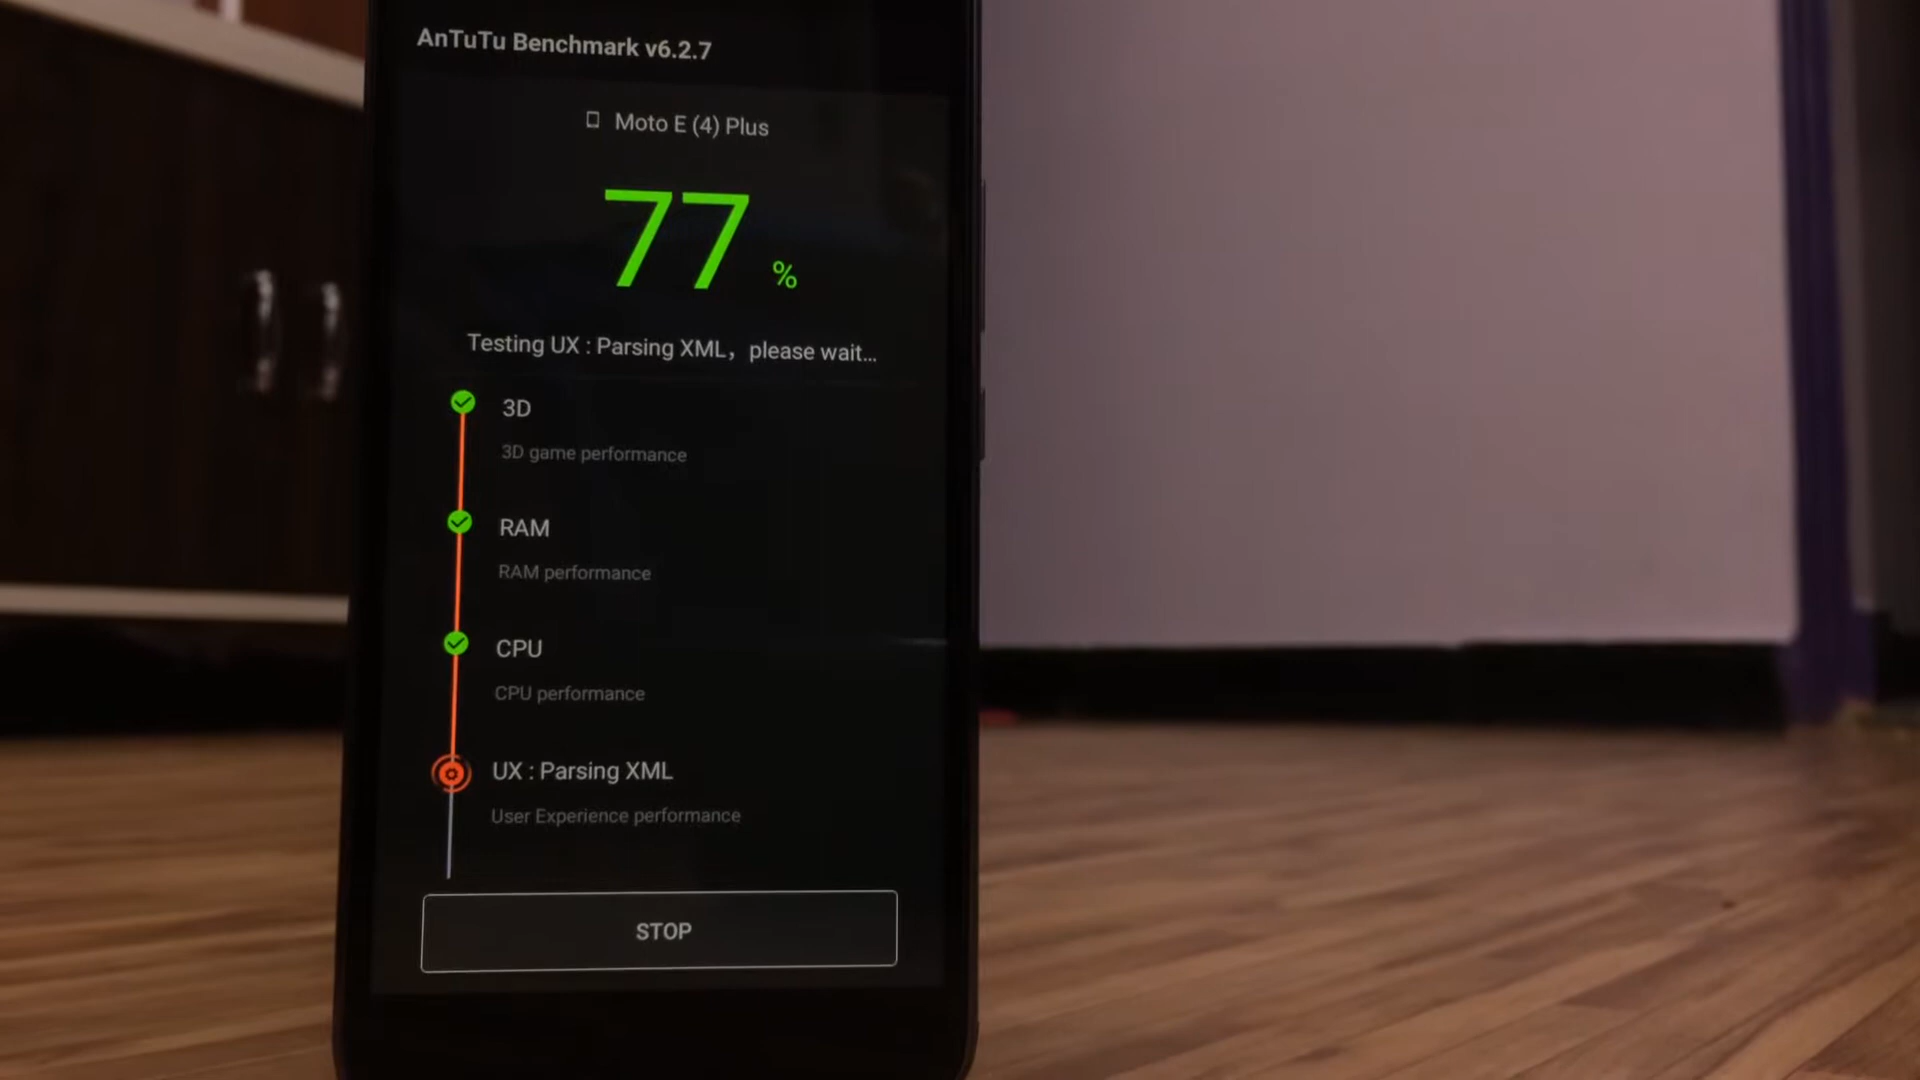 AnTuTu Benchmark v6.2.7
Moto E (4) Plus
77 %
Testing UX : Parsing XML，please wait...
3D
3D game performance
RAM
RAM performance
CPU
CPU performance
UX : Parsing XML
User Experience performance
STOP